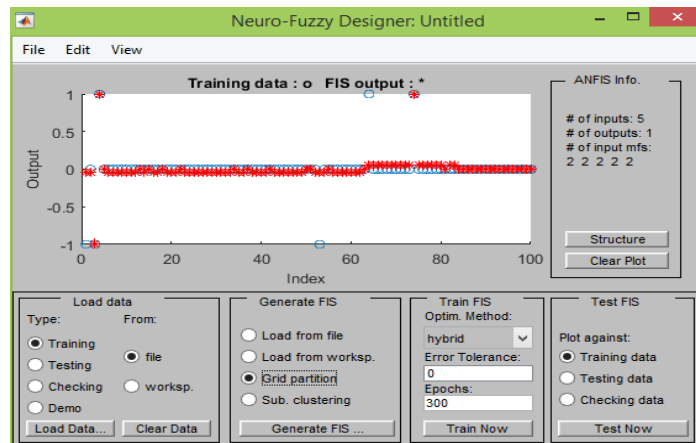 Neuro-Fuzzy Designer: Untitled
File Edit View
Training data : o FIS output : *
1
0.5
0
-0.5
-1
Output
0 20 40 60 80 100
Index
ANFIS Info.
# of inputs: 5
# of outputs: 1
# of input mfs:
2 2 2 2 2
Structure
Clear Plot
Load data
Type: From:
Training
Testing
Checking
Demo
file
worksp.
Load Data... Clear Data
Generate FIS
Load from file
Load from worksp.
Grid partition
Sub. clustering
Generate FIS ...
Train FIS
Optim. Method:
hybrid
Error Tolerance:
0
Epochs:
300
Train Now
Test FIS
Plot against:
Training data
Testing data
Checking data
Test Now